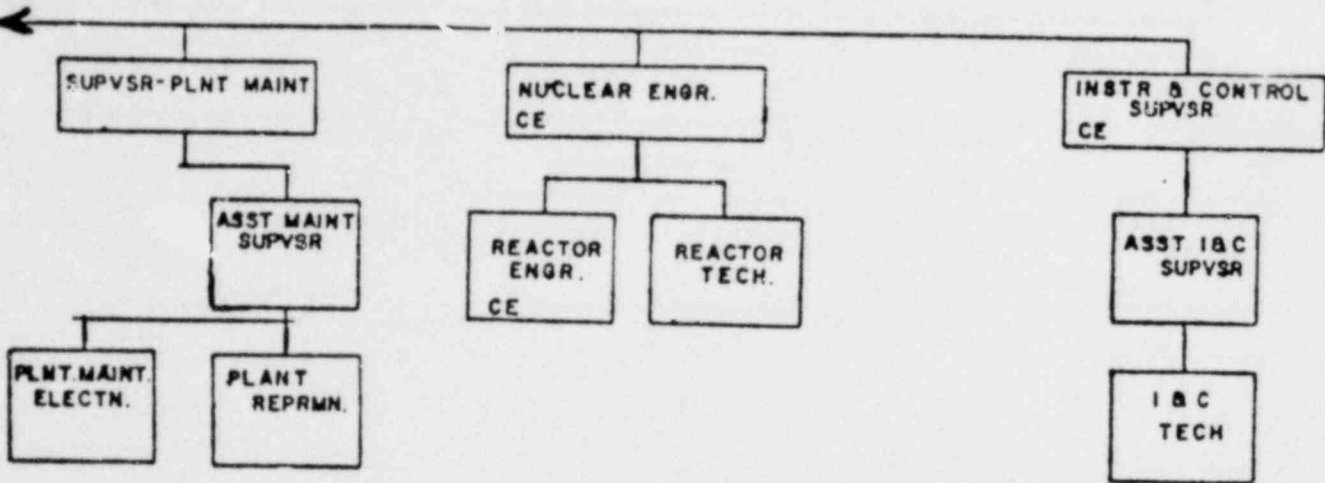 SUPVSR-PLNT MAINT
NUCLEAR ENGR.
CE
INSTR & CONTROL
SUPVSR
CE
ASST MAINT
SUPVSR
REACTOR
ENGR.
CE
REACTOR
TECH.
ASST I&C
SUPVSR
PLNT.MAINT.
ELECTN.
PLANT
REPRMN.
I & C
TECH